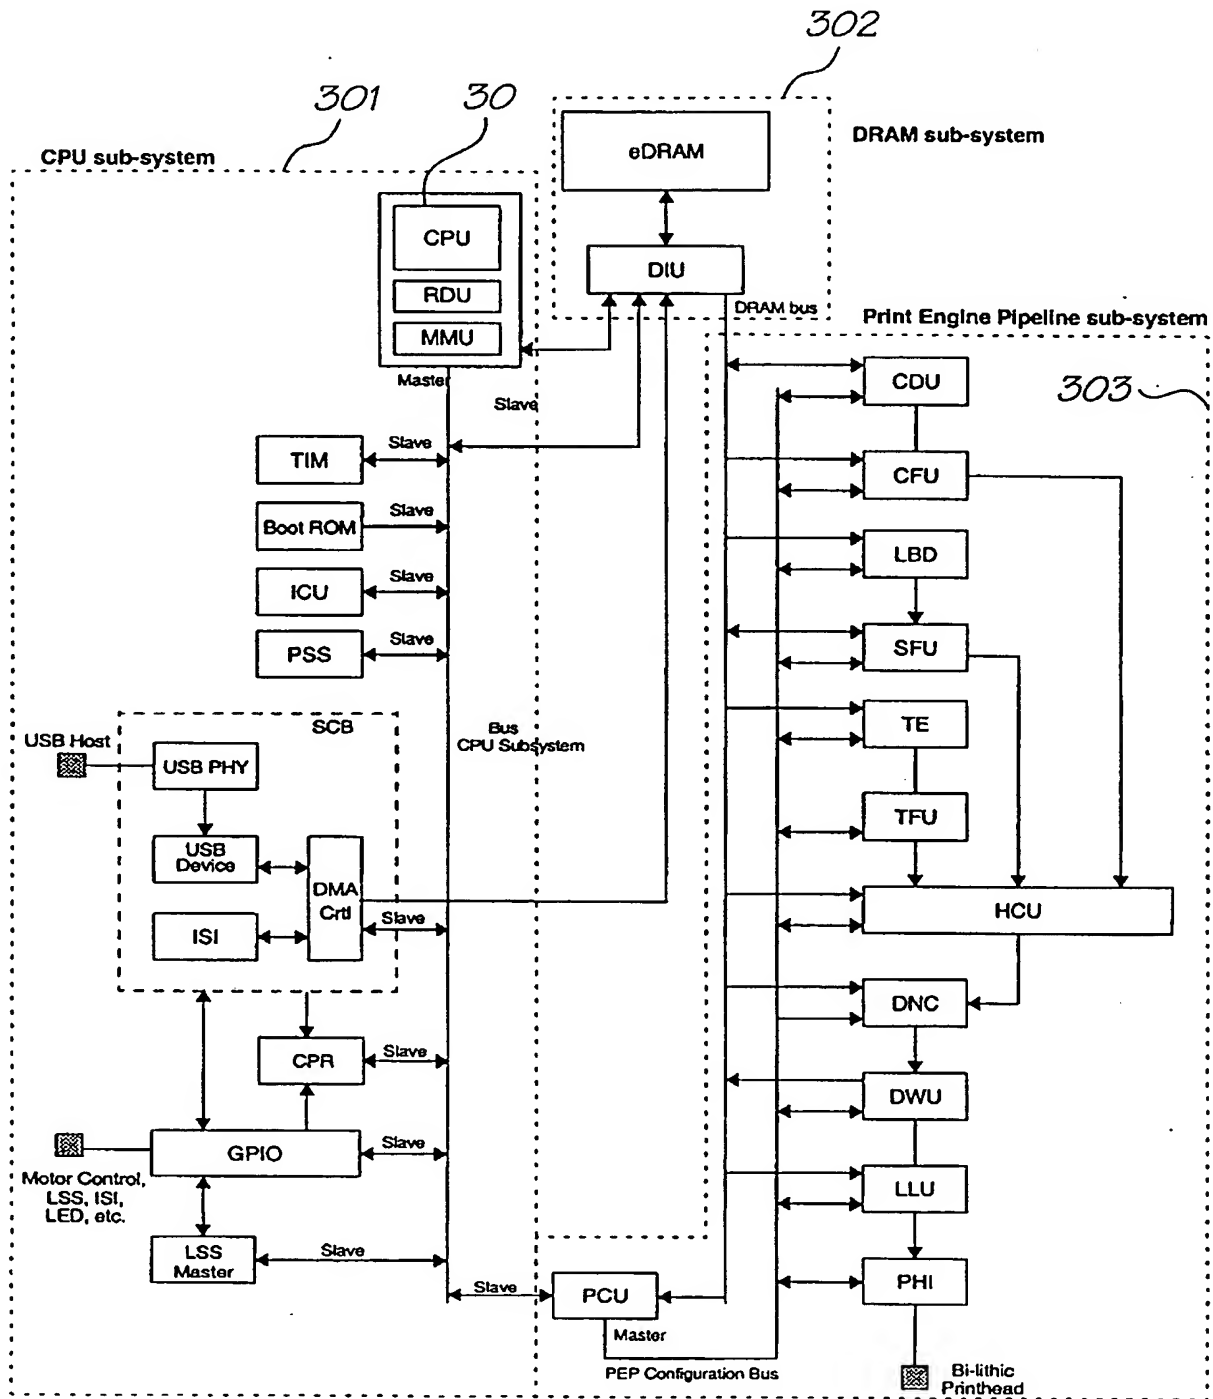 302
301
30
DRAM sub-system
CPU sub-system
eDRAM
CPU
DIU
RDU
DRAM bus
Print Engine Pipeline sub-system
MMU
Master
Slave
CDU
303
Slave
TIM
CFU
Slave
Boot ROM
LBD
Slave
ICU
Slave
PSS
SFU
SCB
Bus
CPU Subsystem
TE
USB Host
USB PHY
TFU
USB
Device
DMA
Crtl
HCU
Slave
ISI
DNC
Slave
CPR
DWU
Slave
GPIO
Motor Control,
LSS, ISI,
LED, etc.
LLU
Slave
LSS
Master
Slave
PCU
PHI
Master
PEP Configuration Bus
Bi-lithic
Printhead